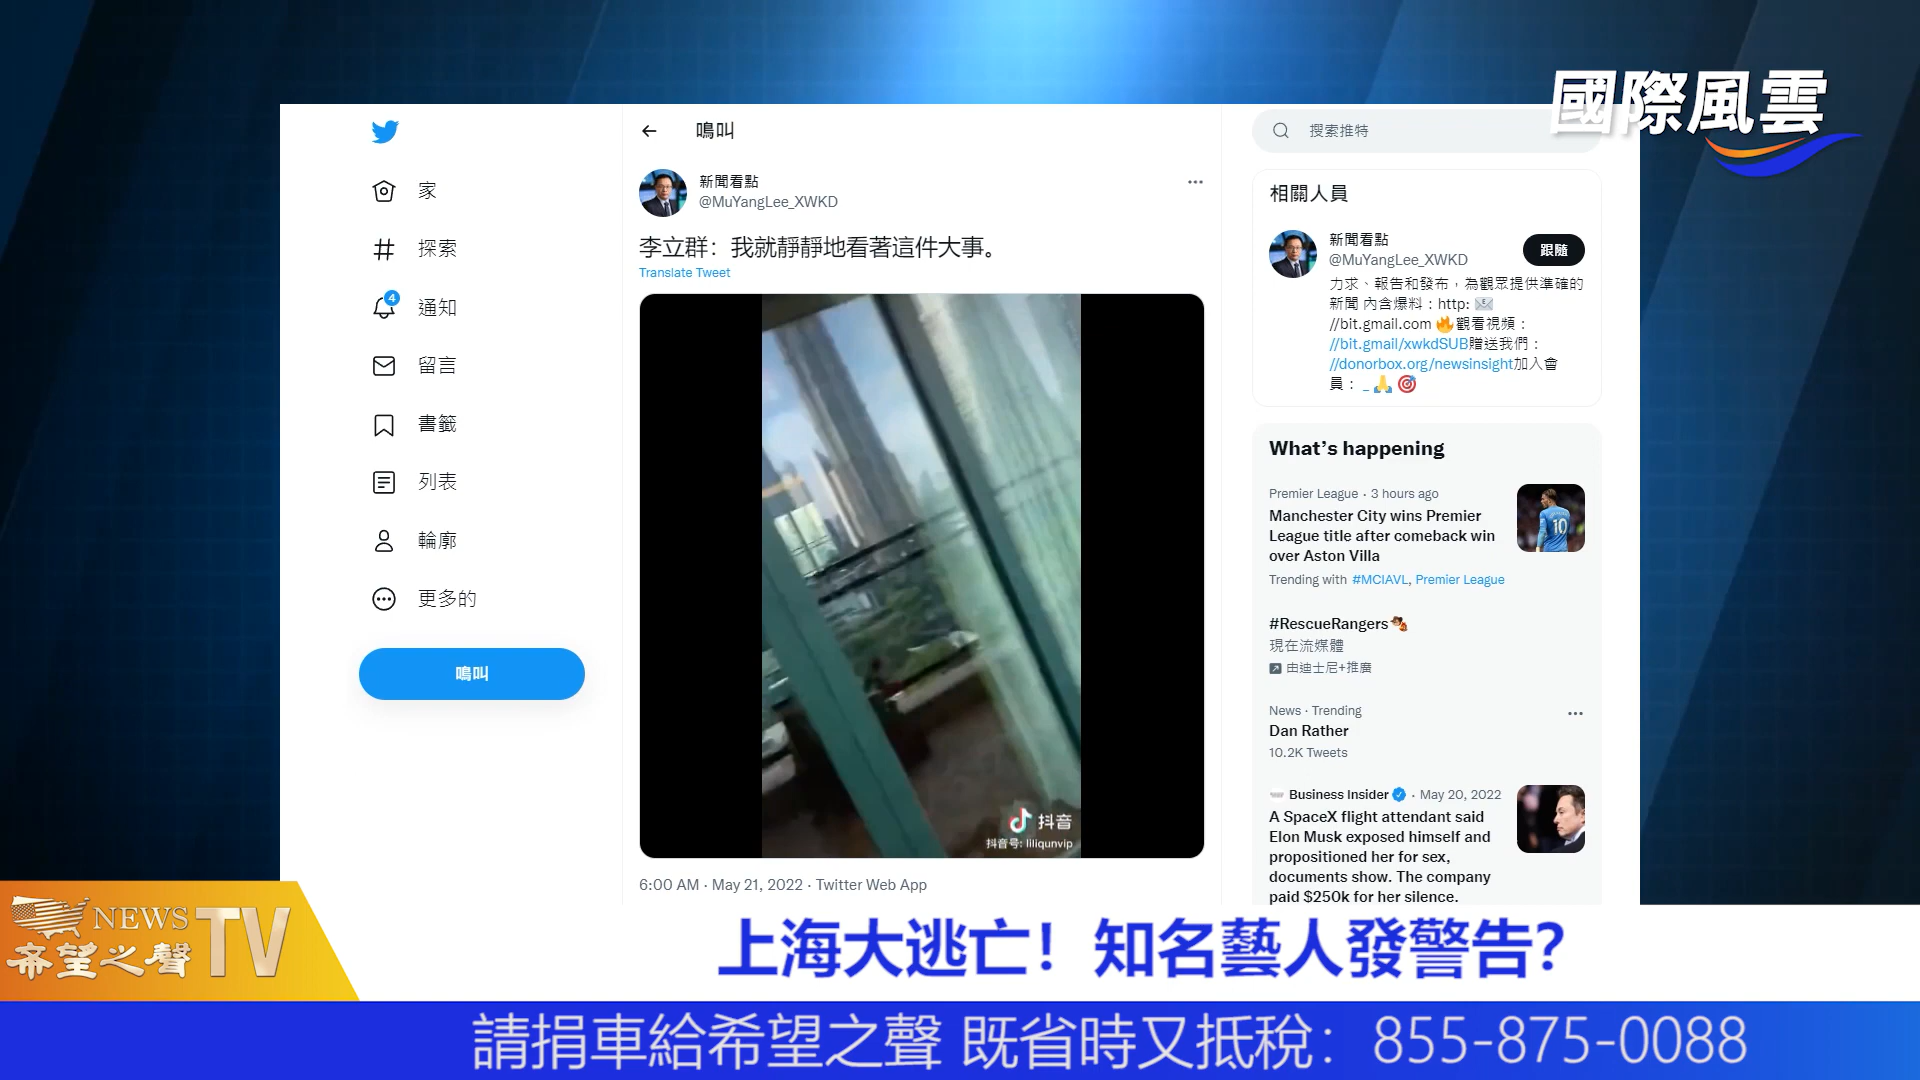 國際風雲
家
探索
4
通知
留言
書籤
列表
輪廓
更多的
鳴叫
鳴叫
新聞看點
@MuYangLee_XWKD
李立群：我就靜靜地看著這件大事。
Translate Tweet
抖音
抖音号: liliqunvip
6:00 AM · May 21, 2022 · Twitter Web App
搜索推特
相關人員
新聞看點
@MuYangLee_XWKD
跟隨
力求、報告和發布，為觀眾提供準確的
新聞 內含爆料：http: 📧
//bit.gmail.com 🔥觀看視頻：
//bit.gmail/xwkdSUB贈送我們：
//donorbox.org/newsinsight加入會
員： _ 🙏 🎯
What's happening
Premier League · 3 hours ago
Manchester City wins Premier
League title after comeback win
over Aston Villa
Trending with #MCIAVL, Premier League
10
#RescueRangers
現在流媒體
由迪士尼+推廣
News · Trending
Dan Rather
10.2K Tweets
Business Insider · May 20, 2022
A SpaceX flight attendant said
Elon Musk exposed himself and
propositioned her for sex,
documents show. The company
paid $250k for her silence.
NEWS
希望之聲
TV
上海大逃亡！知名藝人發警告？
請捐車給希望之聲 既省時又抵稅：855-875-0088